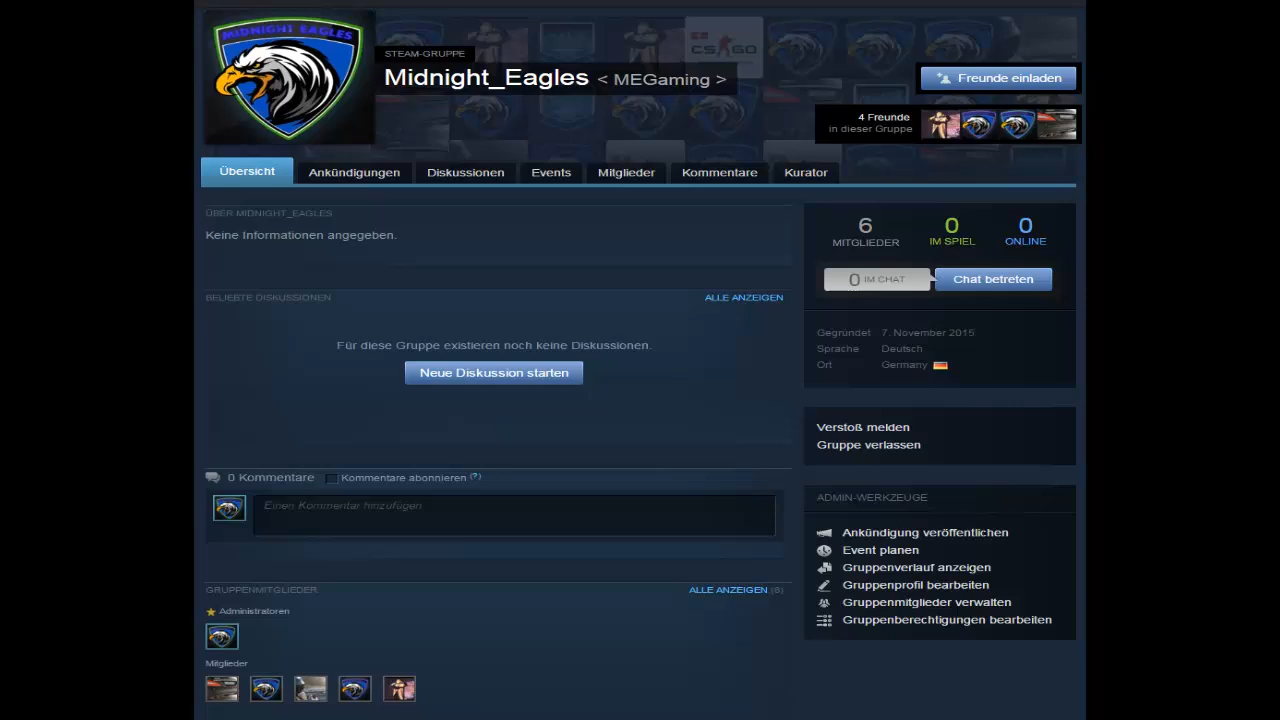 MIDNIGHT EAGLES
STEAM-GRUPPE
Midnight_Eagles < MEGaming >
CS:GO
Freunde einladen
4 Freunde
in dieser Gruppe
Übersicht
Ankündigungen
Diskussionen
Events
Mitglieder
Kommentare
Kurator
ÜBER MIDNIGHT_EAGLES
Keine Informationen angegeben.
6
MITGLIEDER
0
IM SPIEL
0
ONLINE
0 IM CHAT
Chat betreten
BELIEBTE DISKUSSIONEN
ALLE ANZEIGEN
Für diese Gruppe existieren noch keine Diskussionen.
Neue Diskussion starten
Gegründet 7. November 2015
Sprache Deutsch
Ort Germany
Verstoß melden
Gruppe verlassen
0 Kommentare
Kommentare abonnieren (?)
Einen Kommentar hinzufügen
ADMIN-WERKZEUGE
Ankündigung veröffentlichen
Event planen
Gruppenverlauf anzeigen
Gruppenprofil bearbeiten
Gruppenmitglieder verwalten
Gruppenberechtigungen bearbeiten
GRUPPENMITGLIEDER
ALLE ANZEIGEN (6)
Administratoren
Mitglieder